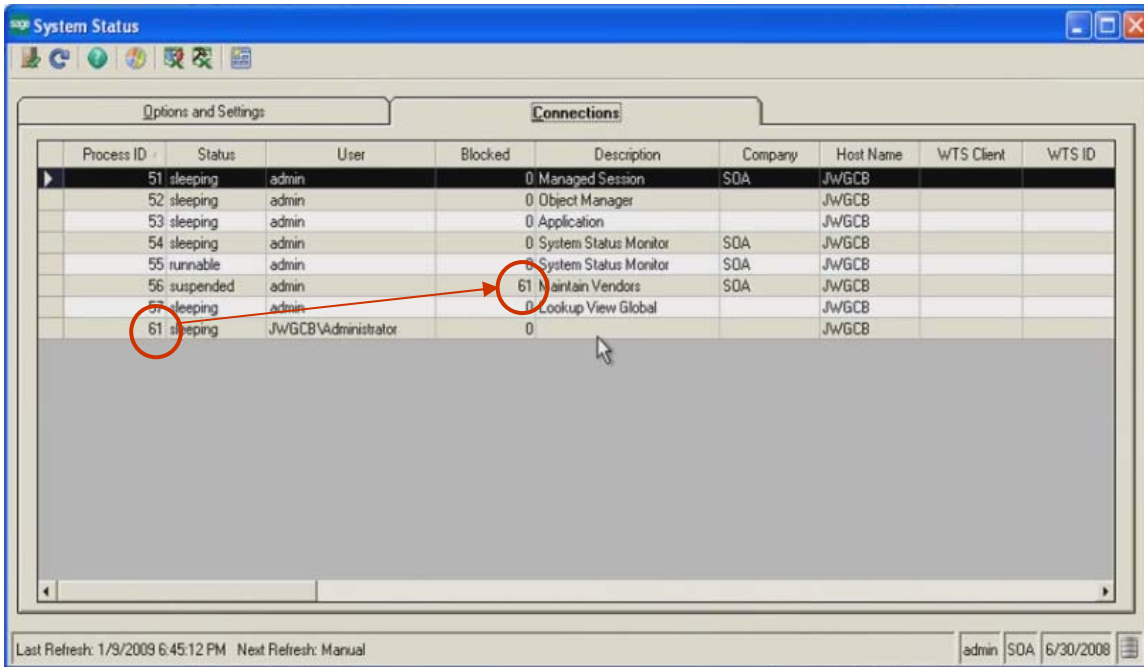 sage System Status
Options and Settings
Connections
Process ID Status User Blocked Description Company Host Name WTS Client WTS ID
51 sleeping admin 0 Managed Session SOA JWGCB
52 sleeping admin 0 Object Manager JWGCB
53 sleeping admin 0 Application JWGCB
54 sleeping admin 0 System Status Monitor SOA JWGCB
55 runnable admin 0 System Status Monitor SOA JWGCB
56 suspended admin 61 Maintain Vendors SOA JWGCB
57 sleeping admin 0 Lookup View Global JWGCB
61 sleeping JWGCB\Administrator 0 JWGCB
Last Refresh: 1/9/2009 6:45:12 PM Next Refresh: Manual admin SOA 6/30/2008